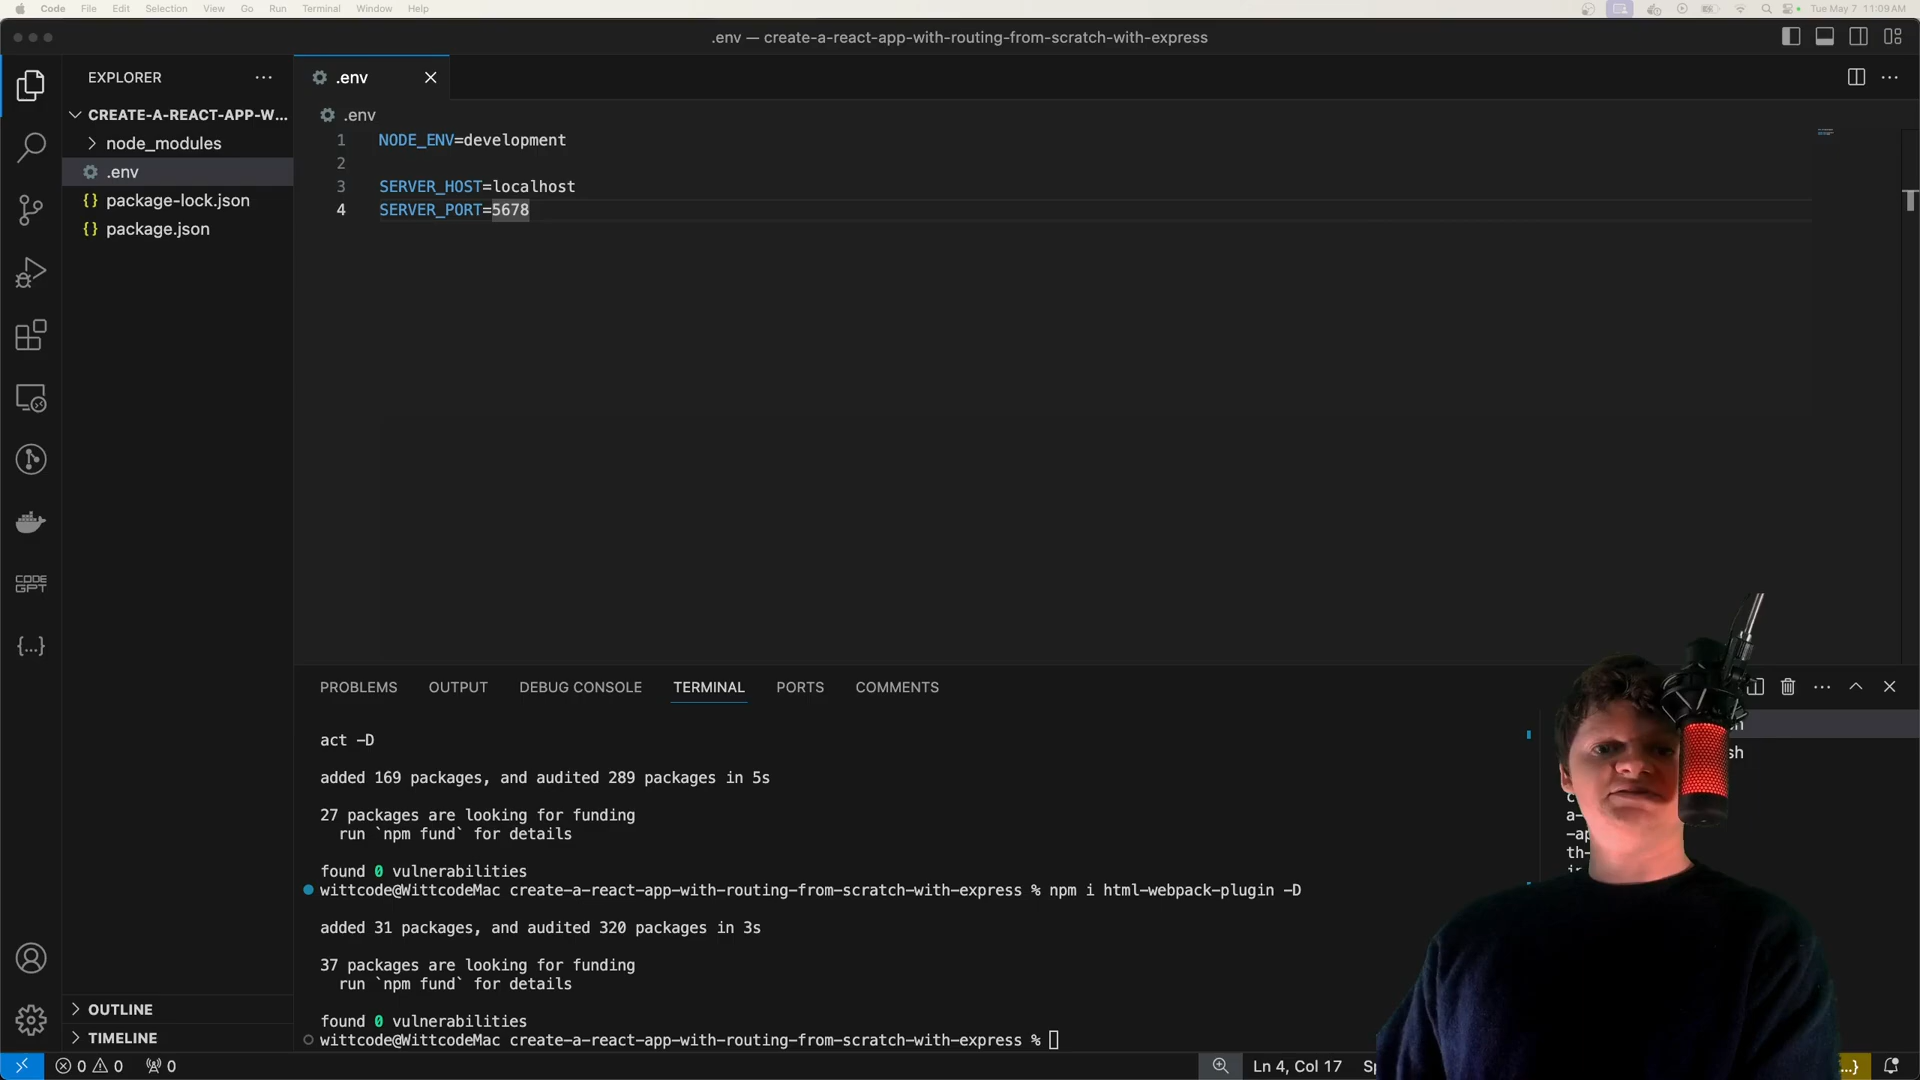 Code File Edit Selection View Go Run Terminal Window Help
Tue May 7 11:09 AM
.env — create-a-react-app-with-routing-from-scratch-with-express
EXPLORER
CREATE-A-REACT-APP-W...
node_modules
.env
package-lock.json
package.json
OUTLINE
TIMELINE
CODE
GPT
.env
.env
1 NODE_ENV=development
2
3 SERVER_HOST=localhost
4 SERVER_PORT=5678
PROBLEMS OUTPUT DEBUG CONSOLE TERMINAL PORTS COMMENTS
act -D
added 169 packages, and audited 289 packages in 5s
27 packages are looking for funding
run `npm fund` for details
found 0 vulnerabilities
wittcode@WittcodeMac create-a-react-app-with-routing-from-scratch-with-express % npm i html-webpack-plugin -D
added 31 packages, and audited 320 packages in 3s
37 packages are looking for funding
run `npm fund` for details
found 0 vulnerabilities
wittcode@WittcodeMac create-a-react-app-with-routing-from-scratch-with-express %
sh
a-
-ap
th-
0 0 0
Ln 4, Col 17